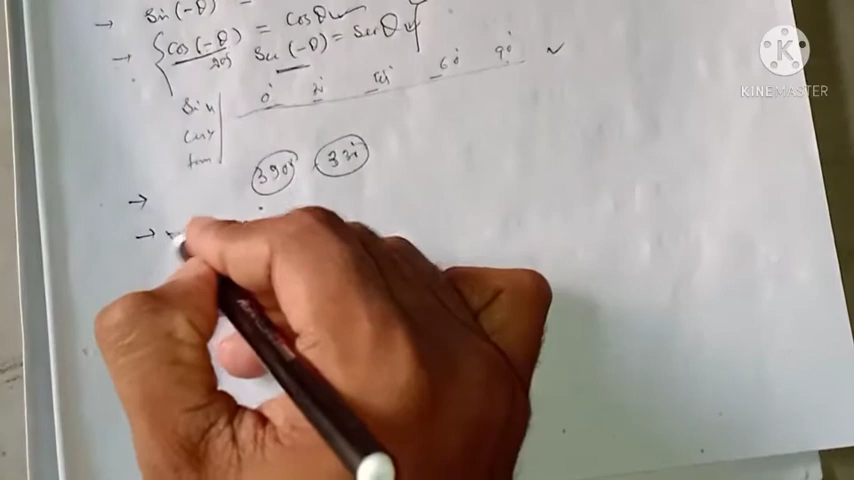 → Sin(-θ) =
→ { Cos(-θ) = Cosθ
Sec(-θ) = Secθ
0° 30° 45° 60° 90°
Sin
Cos
tan
390° 330°
→
→
K
KINEMASTER